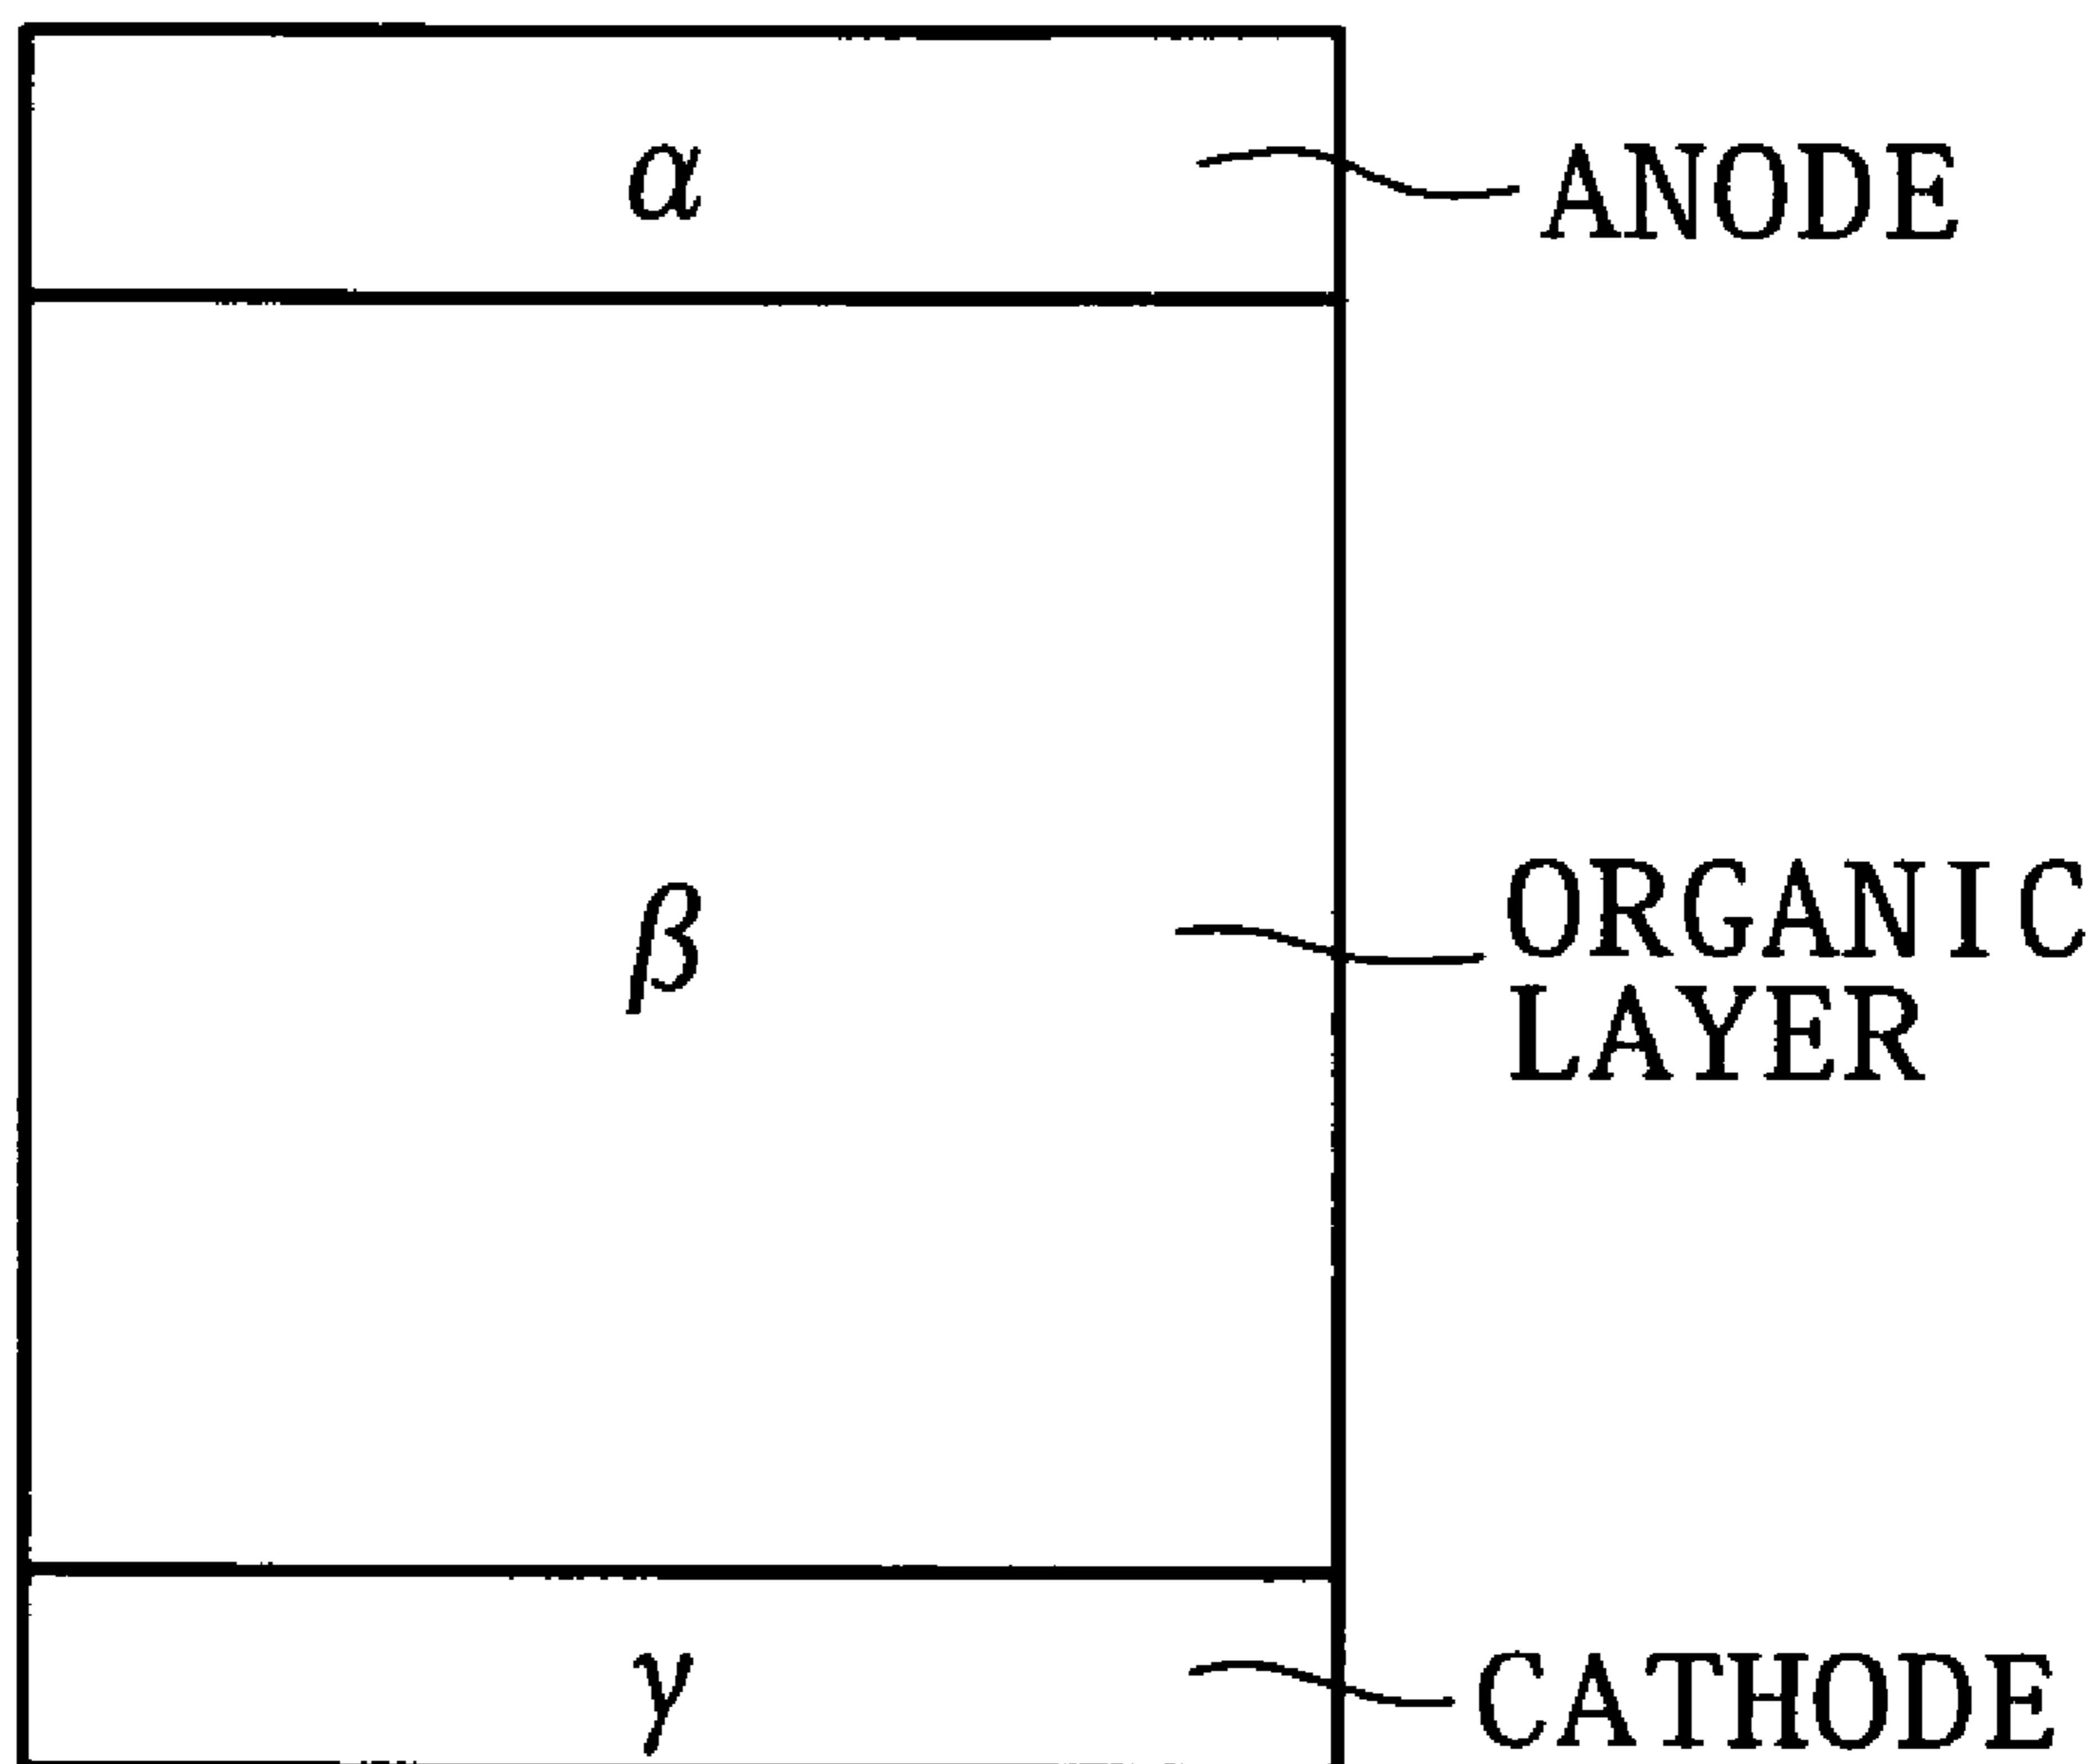 α
ANODE
β
ORGANIC
LAYER
γ
CATHODE